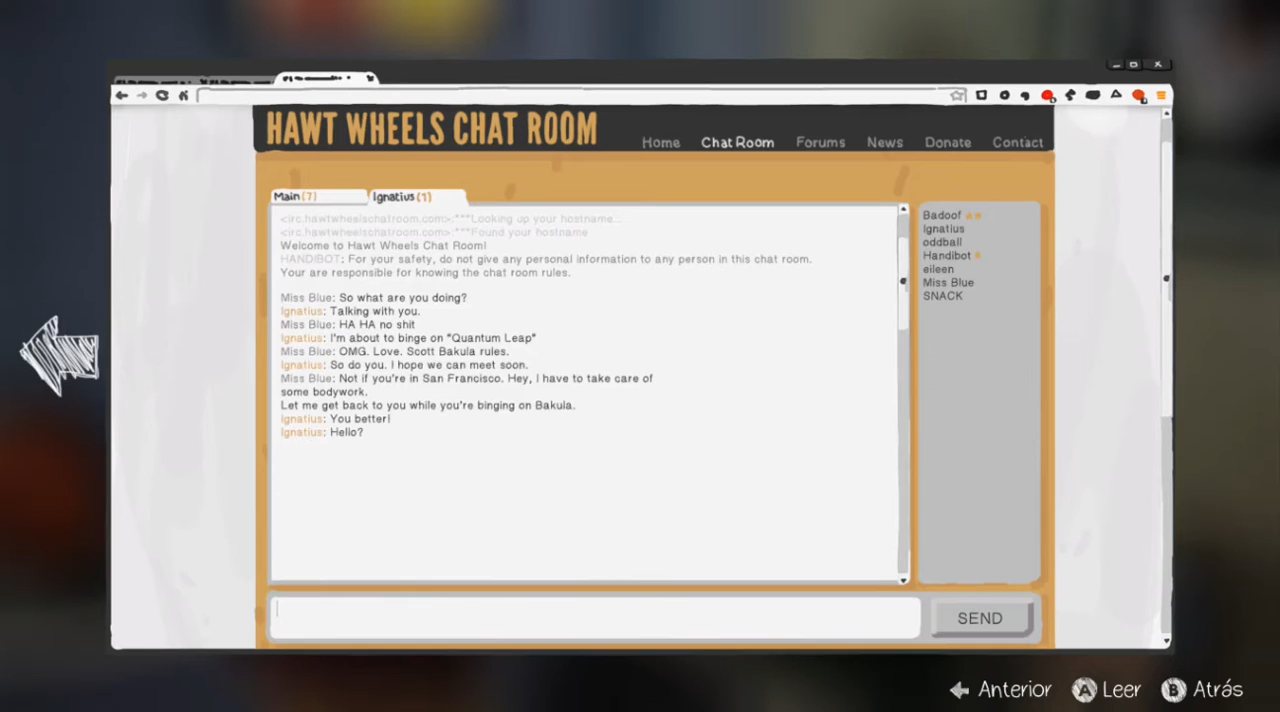 HAWT WHEELS CHAT ROOM
Home Chat Room Forums News Donate Contact
Main (7) Ignatius (1)
<irc.hawtwheelschatroom.com>:***Looking up your hostname...
<irc.hawtwheelschatroom.com>:***Found your hostname
Welcome to Hawt Wheels Chat Room!
HANDIBOT: For your safety, do not give any personal information to any person in this chat room.
Your are responsible for knowing the chat room rules.
Miss Blue: So what are you doing?
Ignatius: Talking with you.
Miss Blue: HA HA no shit
Ignatius: I'm about to binge on "Quantum Leap"
Miss Blue: OMG. Love. Scott Bakula rules.
Ignatius: So do you. I hope we can meet soon.
Miss Blue: Not if you're in San Francisco. Hey, I have to take care of
some bodywork.
Let me get back to you while you're binging on Bakula.
Ignatius: You better!
Ignatius: Hello?
Badoof
Ignatius
oddball
Handibot
eileen
Miss Blue
SNACK
SEND
Anterior A Leer B Atrás